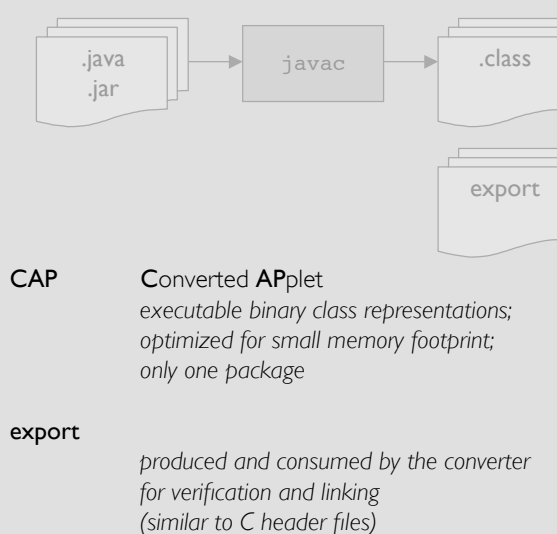 .java
.jar
javac
.class
export
CAP Converted APplet
executable binary class representations;
optimized for small memory footprint;
only one package
export
produced and consumed by the converter
for verification and linking
(similar to C header files)